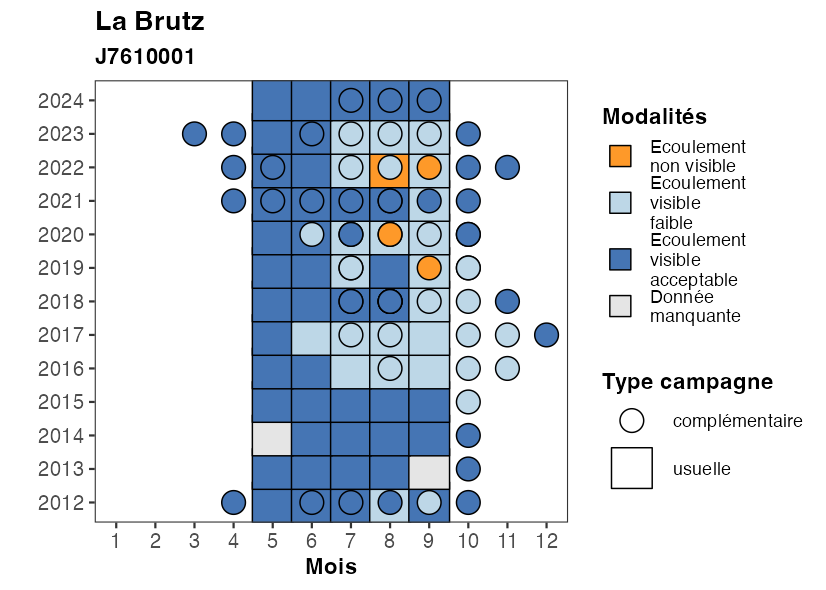 La Brutz
J7610001
2024
2023
2022
2021
2020
2019
2018
2017
2016
2015
2014
2013
2012
1 2 3 4 5 6 7 8 9 10 11 12
Mois
Modalités
Ecoulement
non visible
Ecoulement
visible
faible
Ecoulement
visible
acceptable
Donnée
manquante
Type campagne
complémentaire
usuelle